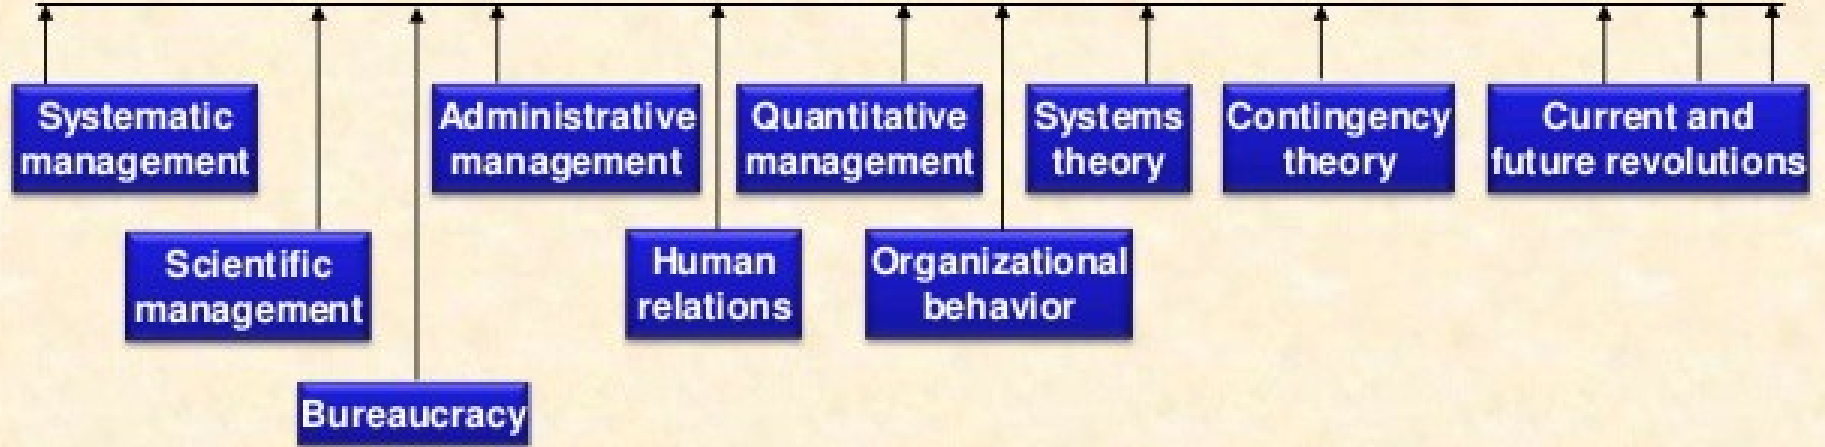 Systematic
management
Administrative
management
Quantitative
management
Systems
theory
Contingency
theory
Current and
future revolutions
Scientific
management
Human
relations
Organizational
behavior
Bureaucracy